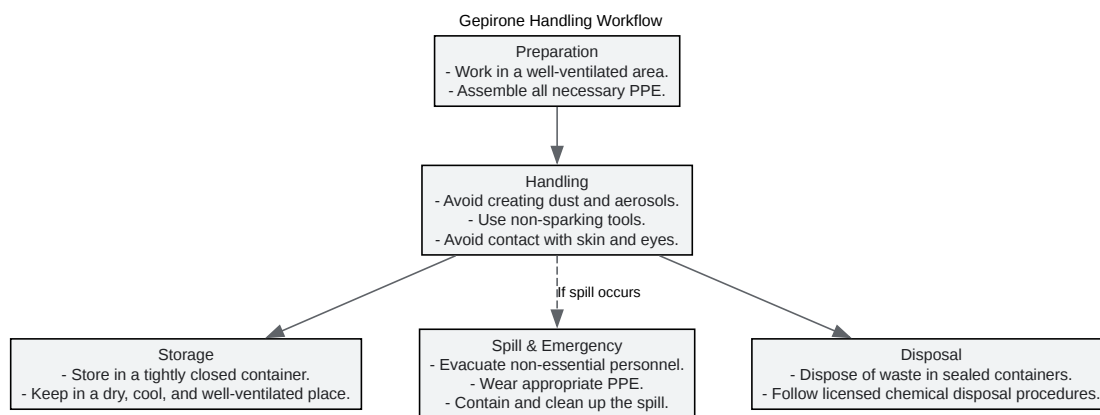 Gepirone Handling Workflow
Preparation
- Work in a well-ventilated area.
- Assemble all necessary PPE.
Handling
- Avoid creating dust and aerosols.
- Use non-sparking tools.
- Avoid contact with skin and eyes.
If spill occurs
Storage
- Store in a tightly closed container.
- Keep in a dry, cool, and well-ventilated place.
Spill & Emergency
- Evacuate non-essential personnel.
- Wear appropriate PPE.
- Contain and clean up the spill.
Disposal
- Dispose of waste in sealed containers.
- Follow licensed chemical disposal procedures.